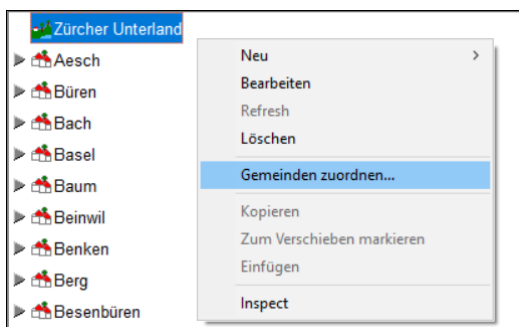 Zürcher Unterland
Aesch
Büren
Bach
Basel
Baum
Beinwil
Benken
Berg
Besenbüren
Neu
Bearbeiten
Refresh
Löschen
Gemeinden zuordnen...
Kopieren
Zum Verschieben markieren
Einfügen
Inspect